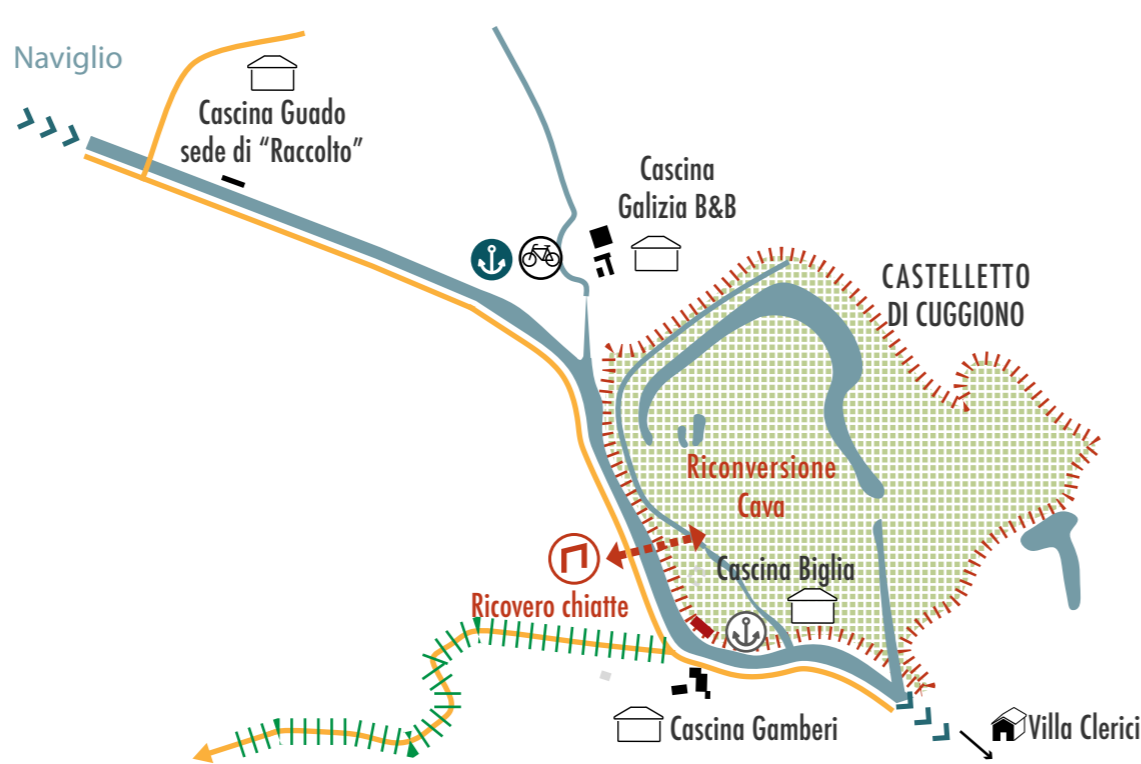 Naviglio
Cascina Guado
sede di “Raccolto”
Cascina
Galizia B&B
CASTELLETTO
DI CUGGIONO
Riconversione
Cava
Cascina Biglia
Ricovero chiatte
Cascina Gamberi
Villa Clerici